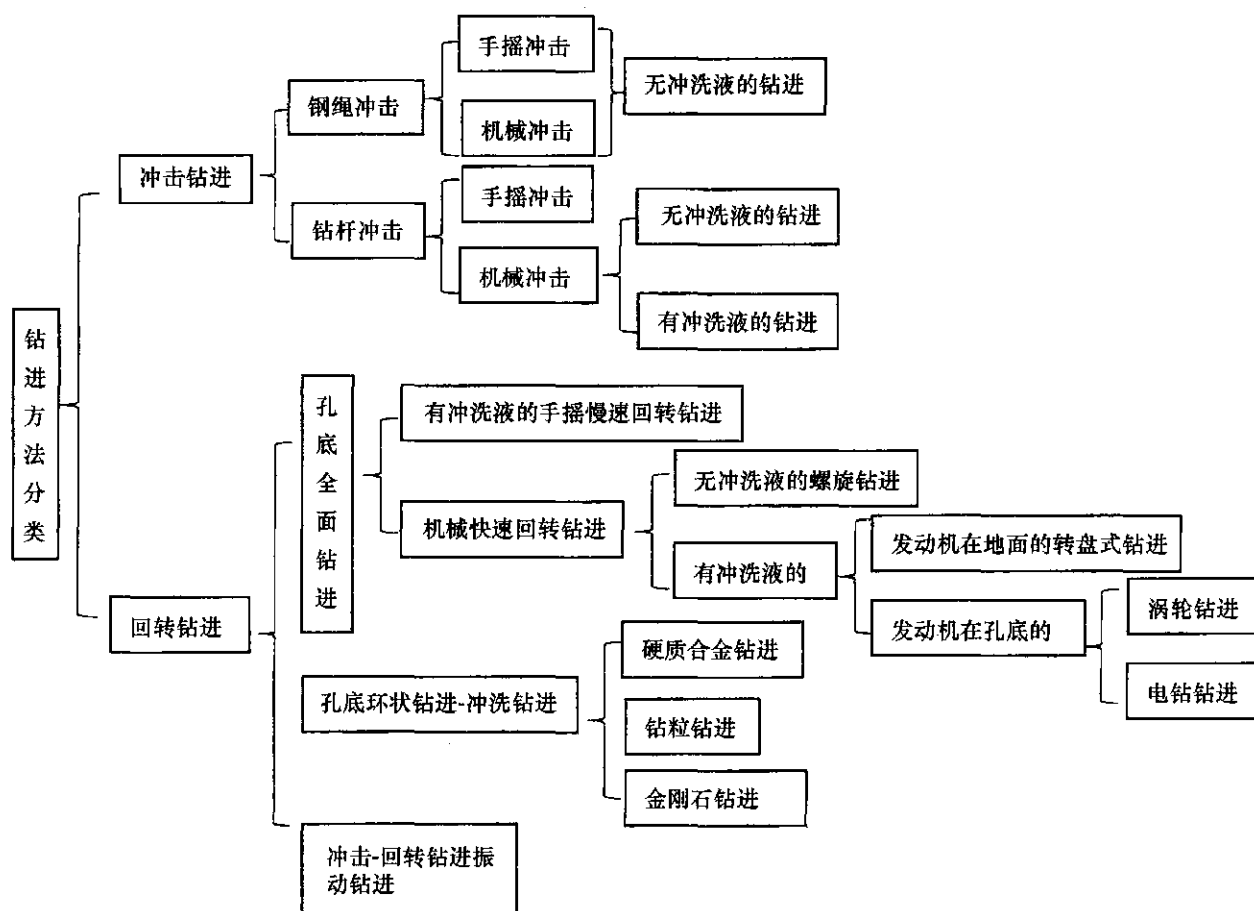 钻进方法分类
冲击钻进
钢绳冲击
手摇冲击
机械冲击
无冲洗液的钻进
钻杆冲击
手摇冲击
机械冲击
无冲洗液的钻进
有冲洗液的钻进
回转钻进
孔底全面钻进
有冲洗液的手摇慢速回转钻进
机械快速回转钻进
无冲洗液的螺旋钻进
有冲洗液的
发动机在地面的转盘式钻进
发动机在孔底的
涡轮钻进
电钻钻进
孔底环状钻进-冲洗钻进
硬质合金钻进
钻粒钻进
金刚石钻进
冲击-回转钻进振
动钻进